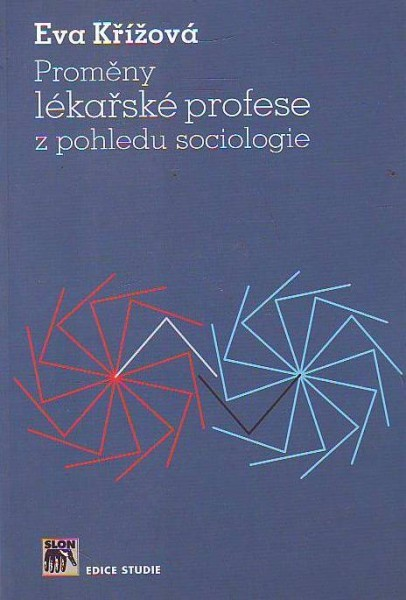 Eva Křížová
Proměny
lékařské profese
z pohledu sociologie
SLON
EDICE STUDIE